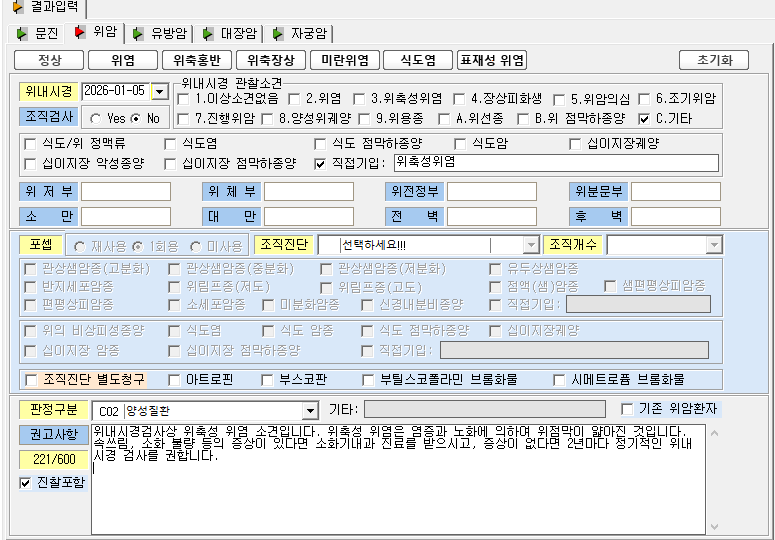 결과입력
문진 위암 유방암 대장암 자궁암
정상 위염 위축홍반 위축장상 미란위염 식도염 표재성 위염 초기화
위내시경 2026-01-05 위내시경 관찰소견
1.이상소견없음 2.위염 3.위축성위염 4.장상피화생 5.위암의심 6.조기위암
조직검사 Yes No 7.진행위암 8.양성위궤양 9.위용종 A.위선종 B.위 점막하종양 C.기타
식도/위 정맥류 식도염 식도 점막하종양 식도암 십이지장궤양
십이지장 악성종양 십이지장 점막하종양 직접기입: 위축성위염
위 저 부 위 체 부 위전정부 위분문부
소 만 대 만 전 벽 후 벽
포셉 재사용 1회용 미사용 조직진단 선택하세요!!! 조직개수
관상샘암종(고분화) 관상샘암종(중분화) 관상샘암종(저분화) 유두상샘암종
반지세포암종 위림프종(저도) 위림프종(고도) 점액(샘)암종 샘편평상피암종
편평상피암종 소세포암종 미분화암종 신경내분비종양 직접기입:
위의 비상피성종양 식도염 식도 암종 식도 점막하종양 십이지장궤양
십이지장 암종 십이지장 점막하종양 직접기입:
조직진단 별도청구 아트로핀 부스코판 부틸스코폴라민 브롬화물 시메트로퓸 브롬화물
판정구분 C02 양성질환 기타: 기존 위암환자
권고사항 위내시경검사상 위축성 위염 소견입니다. 위축성 위염은 염증과 노화에 의하여 위점막이 얇아진 것입니다.
속쓰림, 소화 불량 등의 증상이 있다면 소화기내과 진료를 받으시고, 증상이 없다면 2년마다 정기적인 위내
221/600 시경 검사를 권합니다.
진찰포함